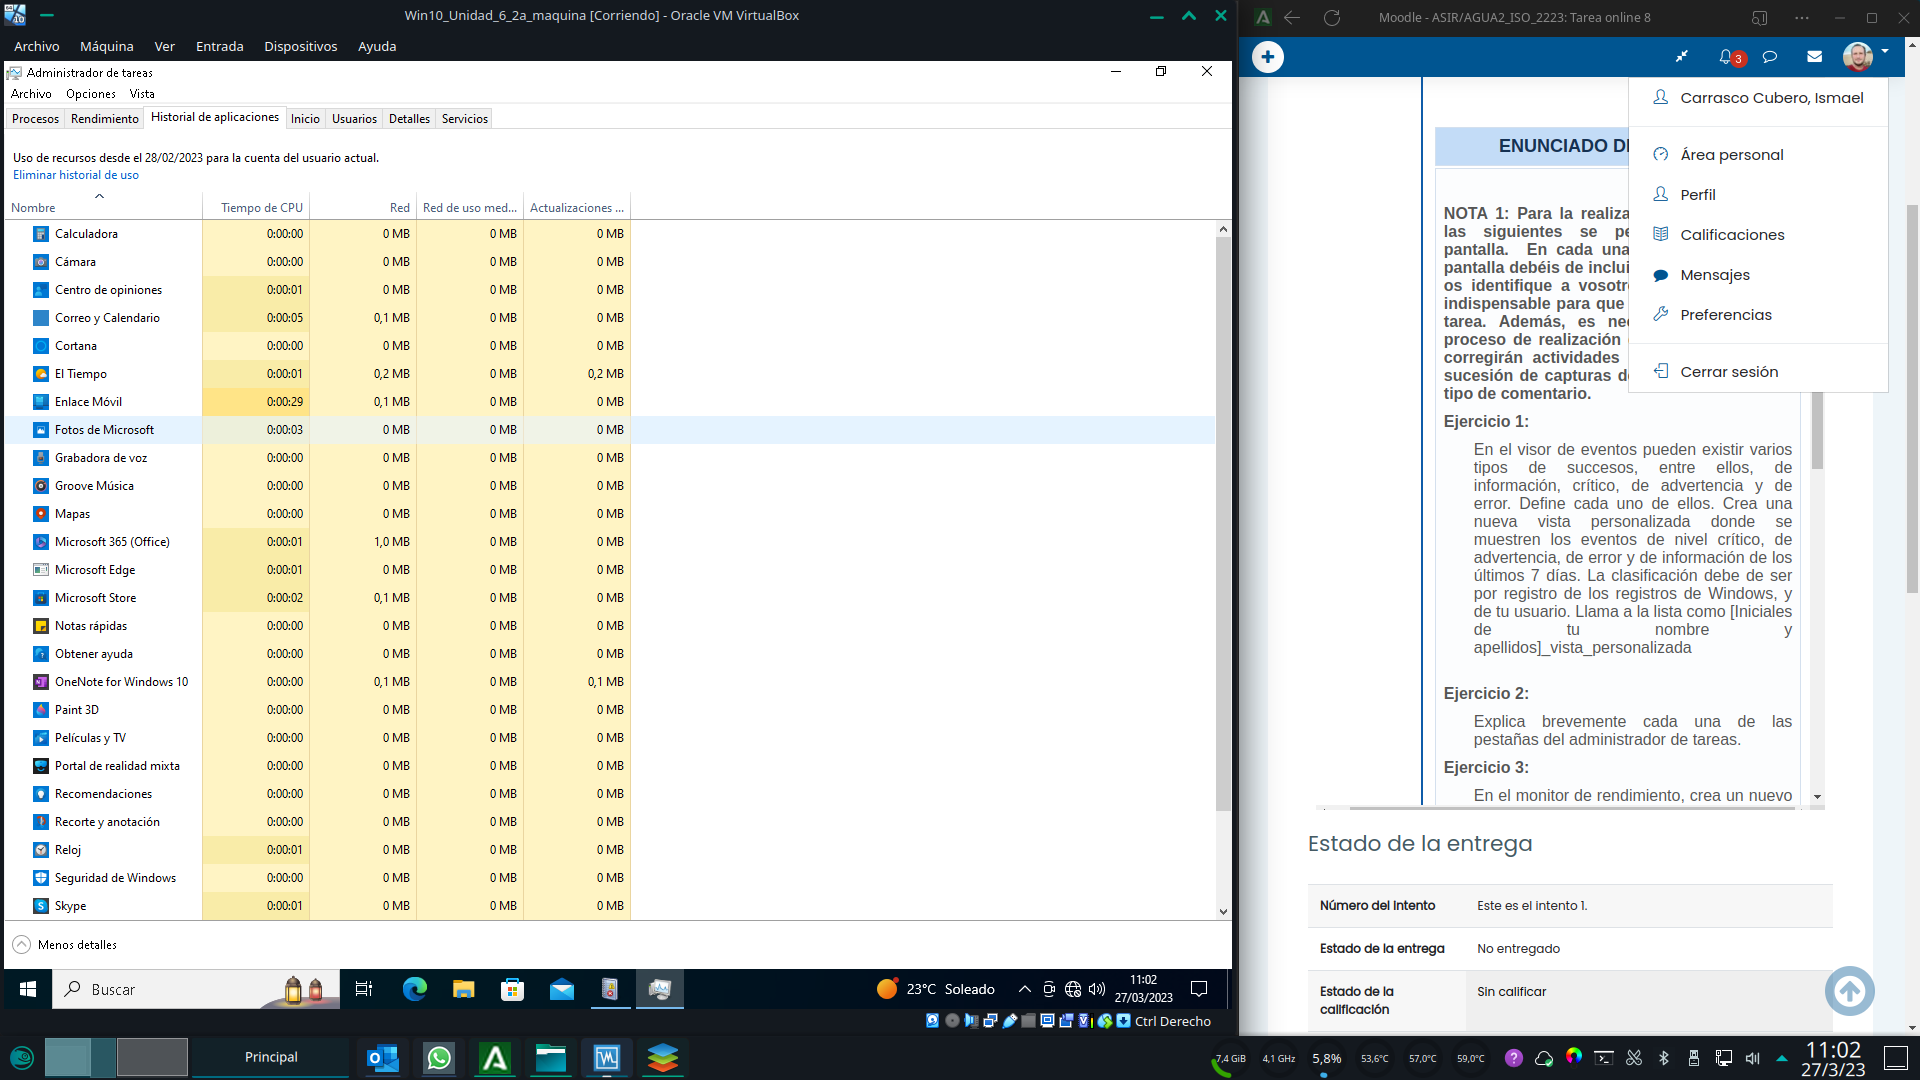 Win10_Unidad_6_2a_maquina [Corriendo] - Oracle VM VirtualBox
Archivo Máquina Ver Entrada Dispositivos Ayuda
Administrador de tareas
Archivo Opciones Vista
Procesos Rendimiento Historial de aplicaciones Inicio Usuarios Detalles Servicios
Uso de recursos desde el 28/02/2023 para la cuenta del usuario actual.
Eliminar historial de uso
Nombre Tiempo de CPU Red Red de uso med... Actualizaciones ...
Calculadora 0:00:00 0 MB 0 MB 0 MB
Cámara 0:00:00 0 MB 0 MB 0 MB
Centro de opiniones 0:00:01 0 MB 0 MB 0 MB
Correo y Calendario 0:00:05 0,1 MB 0 MB 0 MB
Cortana 0:00:00 0 MB 0 MB 0 MB
El Tiempo 0:00:01 0,2 MB 0 MB 0,2 MB
Enlace Móvil 0:00:29 0,1 MB 0 MB 0 MB
Fotos de Microsoft 0:00:03 0 MB 0 MB 0 MB
Grabadora de voz 0:00:00 0 MB 0 MB 0 MB
Groove Música 0:00:00 0 MB 0 MB 0 MB
Mapas 0:00:00 0 MB 0 MB 0 MB
Microsoft 365 (Office) 0:00:01 1,0 MB 0 MB 0 MB
Microsoft Edge 0:00:01 0 MB 0 MB 0 MB
Microsoft Store 0:00:02 0,1 MB 0 MB 0 MB
Notas rápidas 0:00:00 0 MB 0 MB 0 MB
Obtener ayuda 0:00:00 0 MB 0 MB 0 MB
OneNote for Windows 10 0:00:00 0,1 MB 0 MB 0,1 MB
Paint 3D 0:00:00 0 MB 0 MB 0 MB
Películas y TV 0:00:00 0 MB 0 MB 0 MB
Portal de realidad mixta 0:00:00 0 MB 0 MB 0 MB
Recomendaciones 0:00:00 0 MB 0 MB 0 MB
Recorte y anotación 0:00:00 0 MB 0 MB 0 MB
Reloj 0:00:01 0 MB 0 MB 0 MB
Seguridad de Windows 0:00:00 0 MB 0 MB 0 MB
Skype 0:00:01 0 MB 0 MB 0 MB
Menos detalles
Buscar
23°C Soleado
11:02
27/03/2023
Ctrl Derecho
Moodle - ASIR/AGUA2_ISO_2223: Tarea online 8
3
Carrasco Cubero, Ismael
Área personal
Perfil
Calificaciones
Mensajes
Preferencias
Cerrar sesión
ENUNCIADO
NOTA 1: Para la realiza
las siguientes se pe
pantalla. En cada una
pantalla debéis de inclui
os identifique a vosotr
indispensable para que
tarea. Además, es ne
proceso de realización
corregirán actividades
sucesión de capturas d
tipo de comentario.
Ejercicio 1:
En el visor de eventos pueden existir varios
tipos de succesos, entre ellos, de
información, crítico, de advertencia y de
error. Define cada uno de ellos. Crea una
nueva vista personalizada donde se
muestren los eventos de nivel crítico, de
advertencia, de error y de información de los
últimos 7 días. La clasificación debe de ser
por registro de los registros de Windows, y
de tu usuario. Llama a la lista como [Iniciales
de tu nombre y
apellidos]_vista_personalizada
Ejercicio 2:
Explica brevemente cada una de las
pestañas del administrador de tareas.
Ejercicio 3:
En el monitor de rendimiento, crea un nuevo
Estado de la entrega
Número del intento Este es el intento 1.
Estado de la entrega No entregado
Estado de la calificación Sin calificar
Principal
7,4 GiB 4,1 GHz 5,8% 53,6°C 57,0°C 59,0°C
11:02
27/3/23